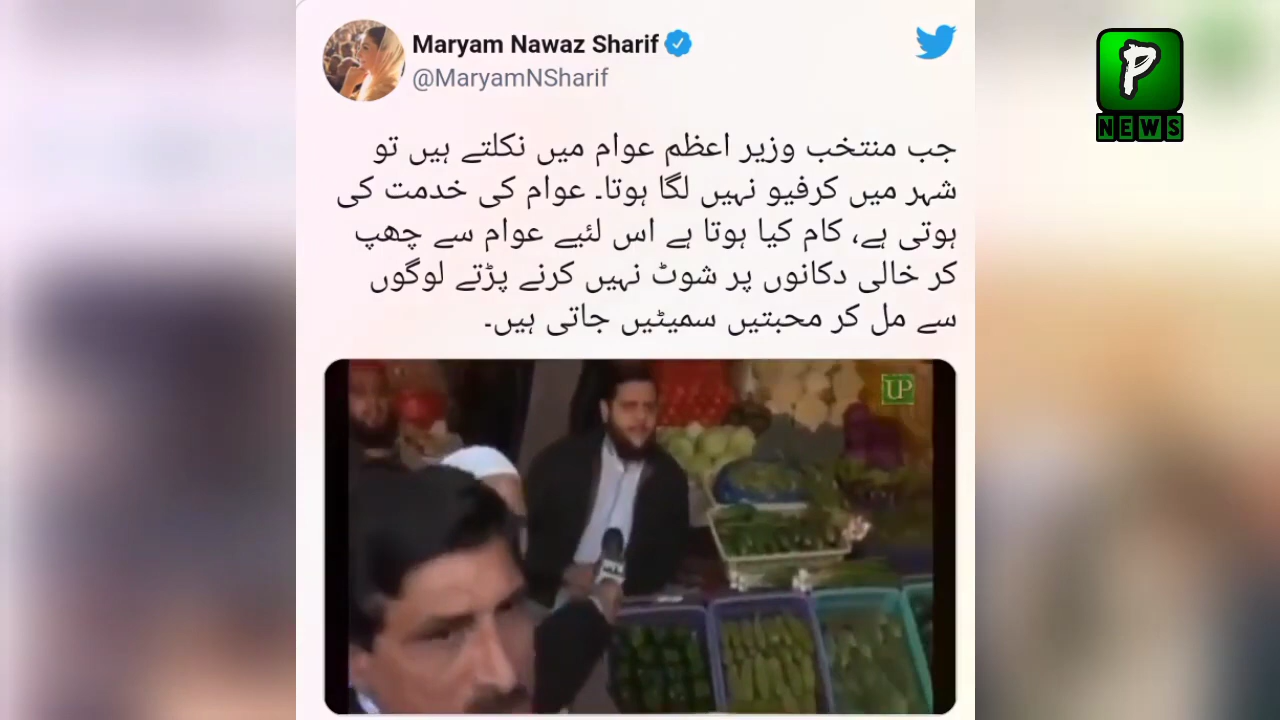 Maryam Nawaz Sharif
@MaryamNSharif
P
NEWS
جب منتخب وزیر اعظم عوام میں نکلتے ہیں تو
شہر میں کرفیو نہیں لگا ہوتا۔ عوام کی خدمت کی
ہوتی ہے، کام کیا ہوتا ہے اس لئیے عوام سے چھپ
کر خالی دکانوں پر شوٹ نہیں کرنے پڑتے لوگوں
سے مل کر محبتیں سمیٹیں جاتی ہیں۔
UP